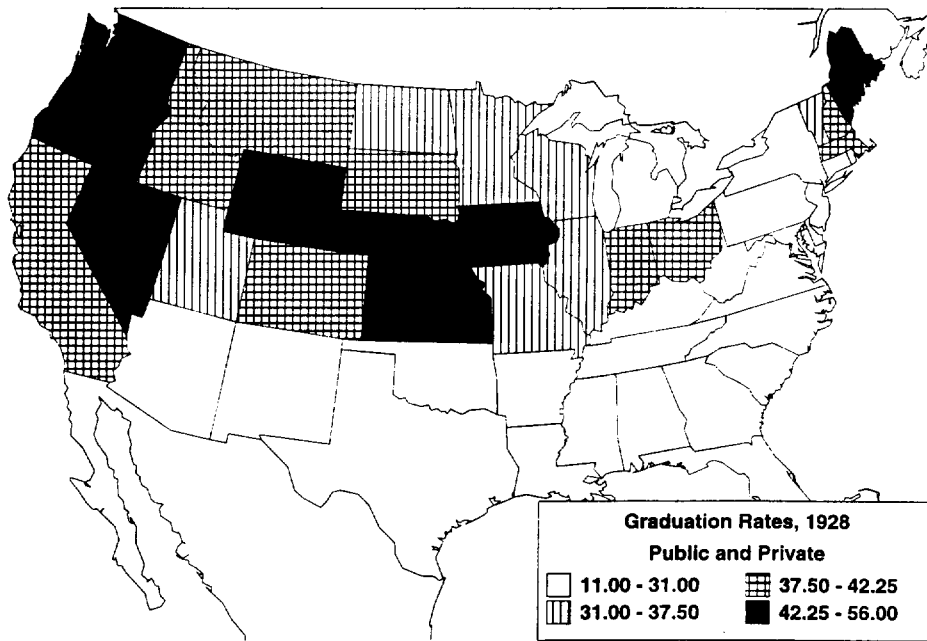 Graduation Rates, 1928
Public and Private
11.00 - 31.00
37.50 - 42.25
31.00 - 37.50
42.25 - 56.00